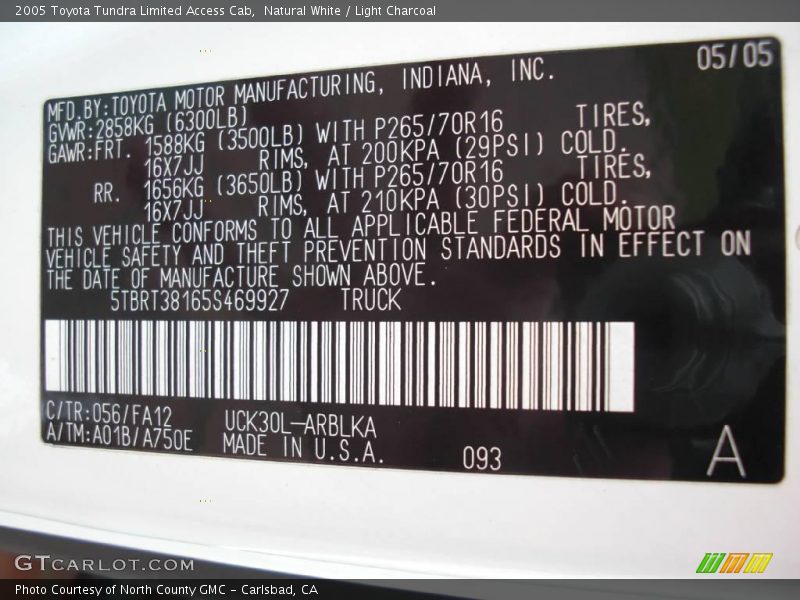 2005 Toyota Tundra Limited Access Cab,  Natural White / Light Charcoal
05/05
MFD.BY:TOYOTA MOTOR MANUFACTURING, INDIANA, INC.
GVWR:2858KG (6300LB)
GAWR:FRT. 1588KG (3500LB) WITH P265/70R16 TIRES,
16X7JJ RIMS, AT 200KPA (29PSI) COLD.
RR. 1656KG (3650LB) WITH P265/70R16 TIRES,
16X7JJ RIMS, AT 210KPA (30PSI) COLD.
THIS VEHICLE CONFORMS TO ALL APPLICABLE FEDERAL MOTOR
VEHICLE SAFETY AND THEFT PREVENTION STANDARDS IN EFFECT ON
THE DATE OF MANUFACTURE SHOWN ABOVE.
5TBRT38165S469927 TRUCK
C/TR:056/FA12 UCK30L-ARBLKA
A/TM:A01B/A750E MADE IN U.S.A. 093 A
GTCARLOT.COM
Photo Courtesy of North County GMC - Carlsbad, CA